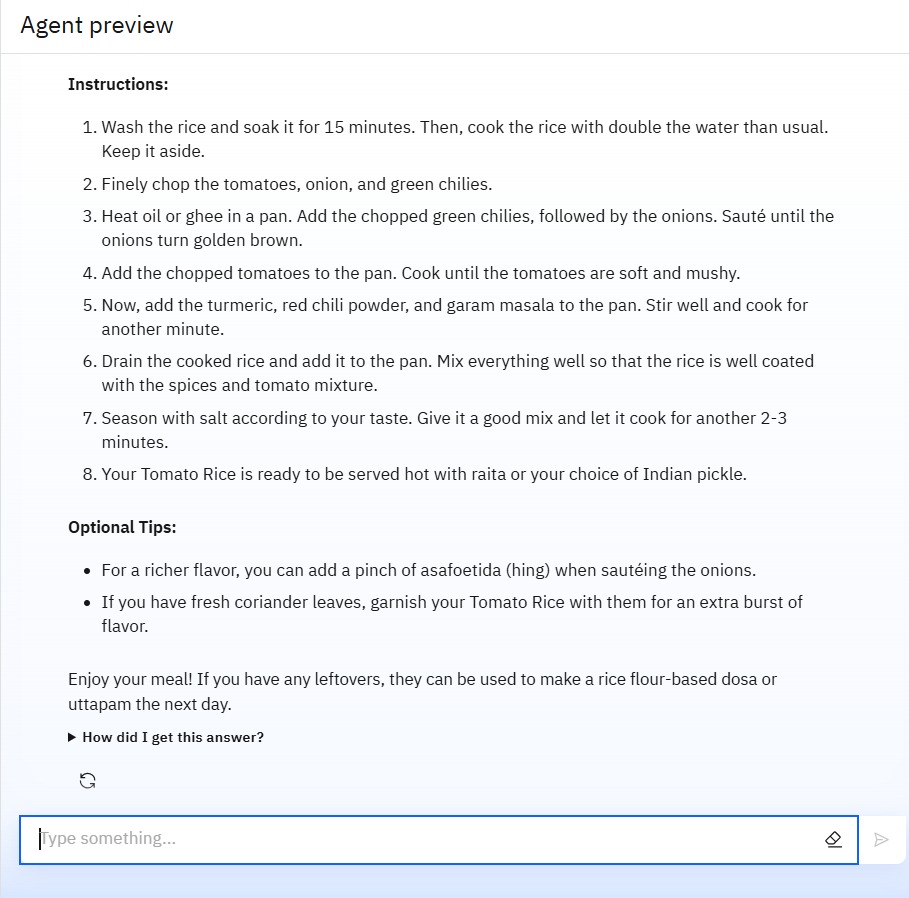 Agent preview
Instructions:
1. Wash the rice and soak it for 15 minutes. Then, cook the rice with double the water than usual.
Keep it aside.
2. Finely chop the tomatoes, onion, and green chilies.
3. Heat oil or ghee in a pan. Add the chopped green chilies, followed by the onions. Sauté until the
onions turn golden brown.
4. Add the chopped tomatoes to the pan. Cook until the tomatoes are soft and mushy.
5. Now, add the turmeric, red chili powder, and garam masala to the pan. Stir well and cook for
another minute.
6. Drain the cooked rice and add it to the pan. Mix everything well so that the rice is well coated
with the spices and tomato mixture.
7. Season with salt according to your taste. Give it a good mix and let it cook for another 2-3
minutes.
8. Your Tomato Rice is ready to be served hot with raita or your choice of Indian pickle.
Optional Tips:
• For a richer flavor, you can add a pinch of asafoetida (hing) when sautéing the onions.
• If you have fresh coriander leaves, garnish your Tomato Rice with them for an extra burst of
flavor.
Enjoy your meal! If you have any leftovers, they can be used to make a rice flour-based dosa or
uttapam the next day.
How did I get this answer?
Type something...